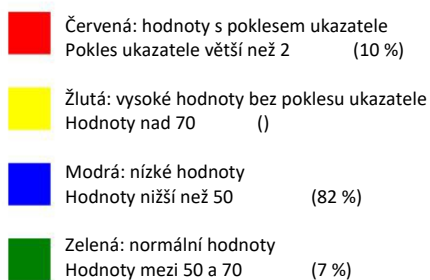 Červená: hodnoty s poklesem ukazatele
Pokles ukazatele větší než 2 (10 %)
Žlutá: vysoké hodnoty bez poklesu ukazatele
Hodnoty nad 70 ()
Modrá: nízké hodnoty
Hodnoty nižší než 50 (82 %)
Zelená: normální hodnoty
Hodnoty mezi 50 a 70 (7 %)